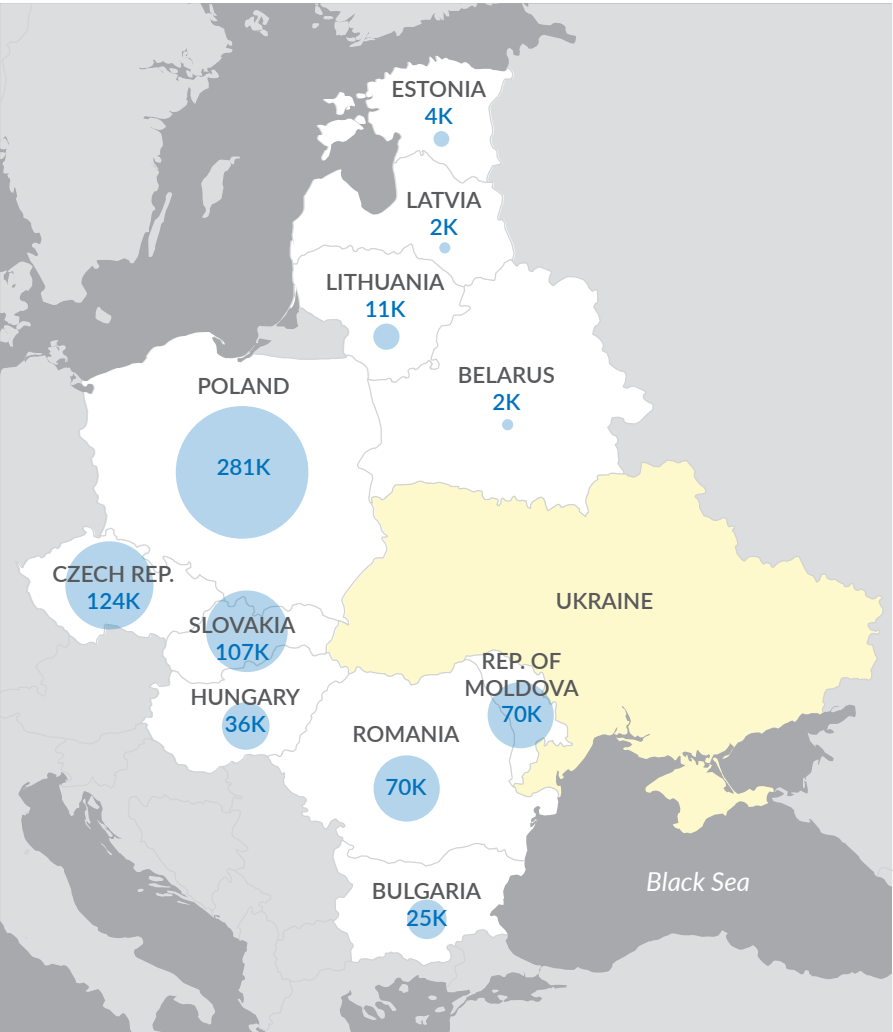 ESTONIA
4K
LATVIA
2K
LITHUANIA
11K
BELARUS
2K
POLAND
281K
CZECH REP.
124K
UKRAINE
SLOVAKIA
107K
REP. OF
MOLDOVA
70K
HUNGARY
36K
ROMANIA
70K
Black Sea
BULGARIA
25K